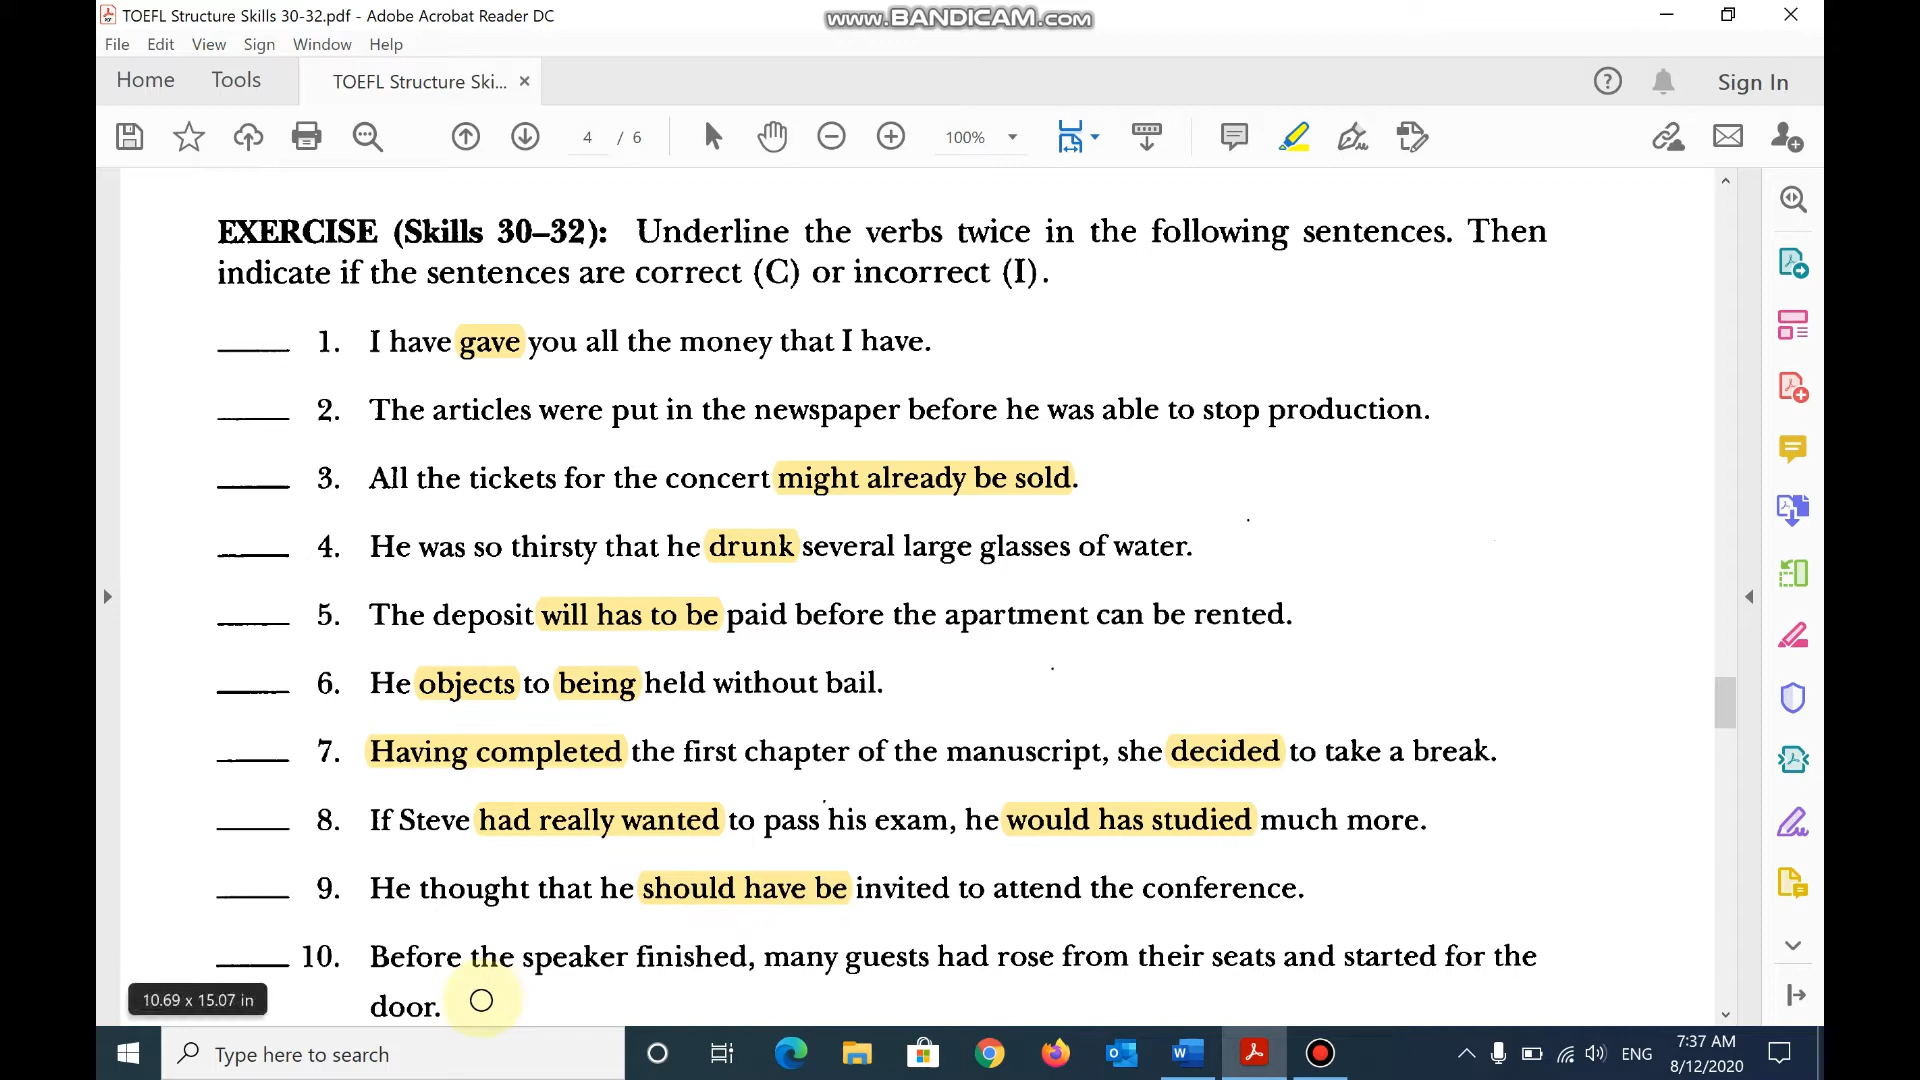 TOEFL Structure Skills 30-32.pdf - Adobe Acrobat Reader DC
www.BANDICAM.com
File Edit View Sign Window Help
Home Tools TOEFL Structure Ski... × Sign In
4 / 6 100%
EXERCISE (Skills 30–32): Underline the verbs twice in the following sentences. Then
indicate if the sentences are correct (C) or incorrect (I).
_____ 1. I have gave you all the money that I have.
_____ 2. The articles were put in the newspaper before he was able to stop production.
_____ 3. All the tickets for the concert might already be sold.
_____ 4. He was so thirsty that he drunk several large glasses of water.
_____ 5. The deposit will has to be paid before the apartment can be rented.
_____ 6. He objects to being held without bail.
_____ 7. Having completed the first chapter of the manuscript, she decided to take a break.
_____ 8. If Steve had really wanted to pass his exam, he would has studied much more.
_____ 9. He thought that he should have be invited to attend the conference.
_____ 10. Before the speaker finished, many guests had rose from their seats and started for the
door.
10.69 x 15.07 in
Type here to search
ENG
7:37 AM
8/12/2020